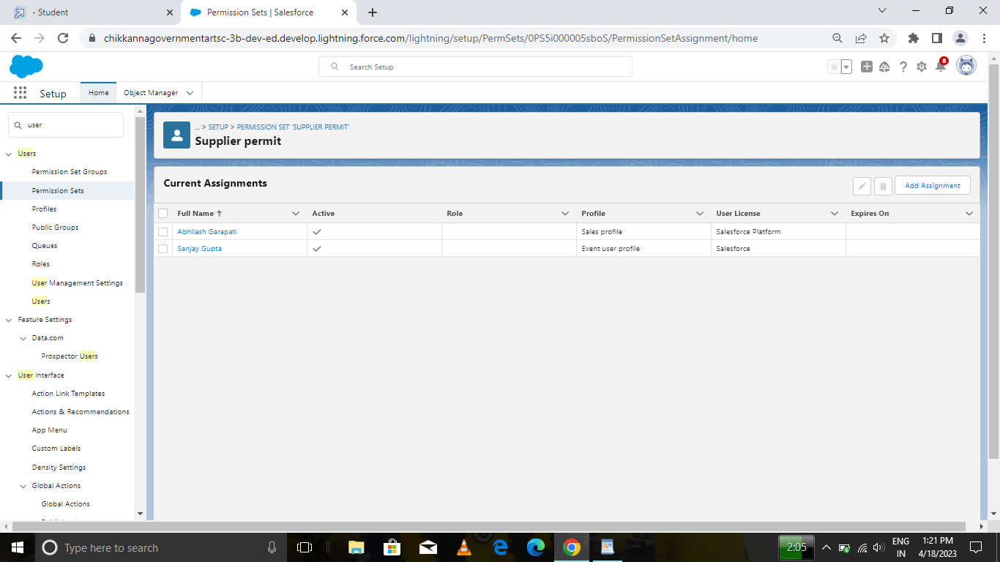 - Student
Permission Sets | Salesforce
chikkannagovernmentartsc-3b-dev-ed.develop.lightning.force.com/lightning/setup/PermSets/0PS5i000005sboS/PermissionSetAssignment/home
Search Setup
8
Setup
Home
Object Manager
user
Users
Permission Set Groups
Permission Sets
Profiles
Public Groups
Queues
Roles
User Management Settings
Users
Feature Settings
Data.com
Prospector Users
User Interface
Action Link Templates
Actions & Recommendations
App Menu
Custom Labels
Density Settings
Global Actions
Global Actions
... > SETUP > PERMISSION SET 'SUPPLIER PERMIT'
Supplier permit
Current Assignments
Add Assignment
Full Name ↑ Active Role Profile User License Expires On
Abhilash Garapati Sales profile Salesforce Platform
Sanjay Gupta Event user profile Salesforce
Type here to search
2:05
ENG
IN
1:21 PM
4/18/2023